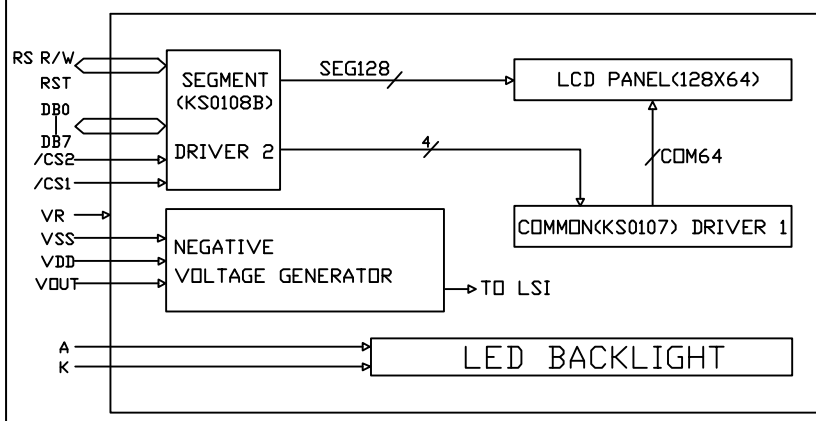 RS R/W
RST
DB0
DB7
/CS2
/CS1
VR
VSS
VDD
VOUT
A
K
SEGMENT
(KS0108B)
DRIVER 2
SEG128
4
LCD PANEL(128X64)
COM64
COMMON(KS0107) DRIVER 1
NEGATIVE
VOLTAGE GENERATOR
TO LSI
LED BACKLIGHT